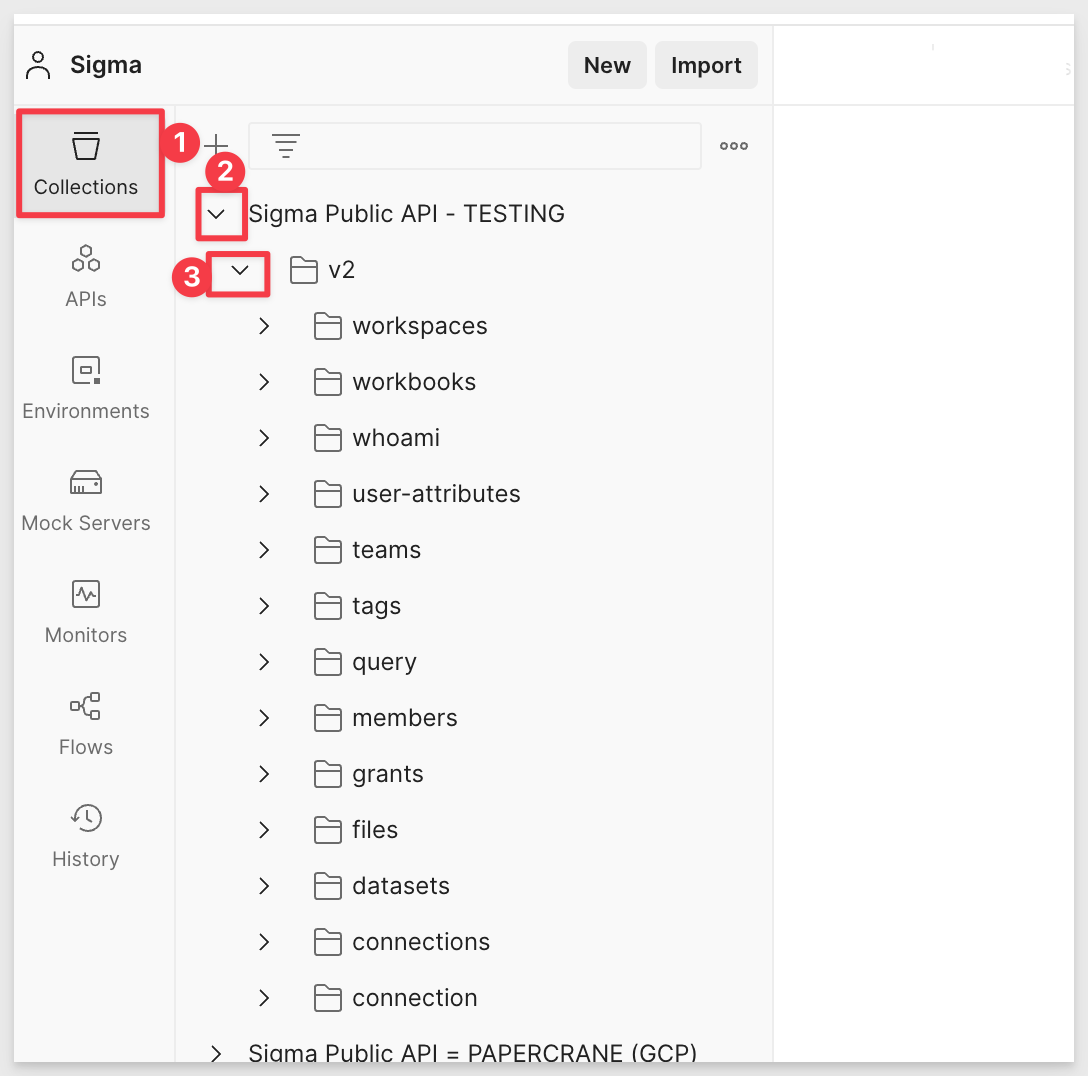 Sigma
New
Import
Collections
1
2
Sigma Public API - TESTING
3
v2
APIs
workspaces
workbooks
Environments
whoami
user-attributes
Mock Servers
teams
tags
Monitors
query
members
Flows
grants
files
History
datasets
connections
connection
Sigma Public API = PAPERCRANE (GCP)